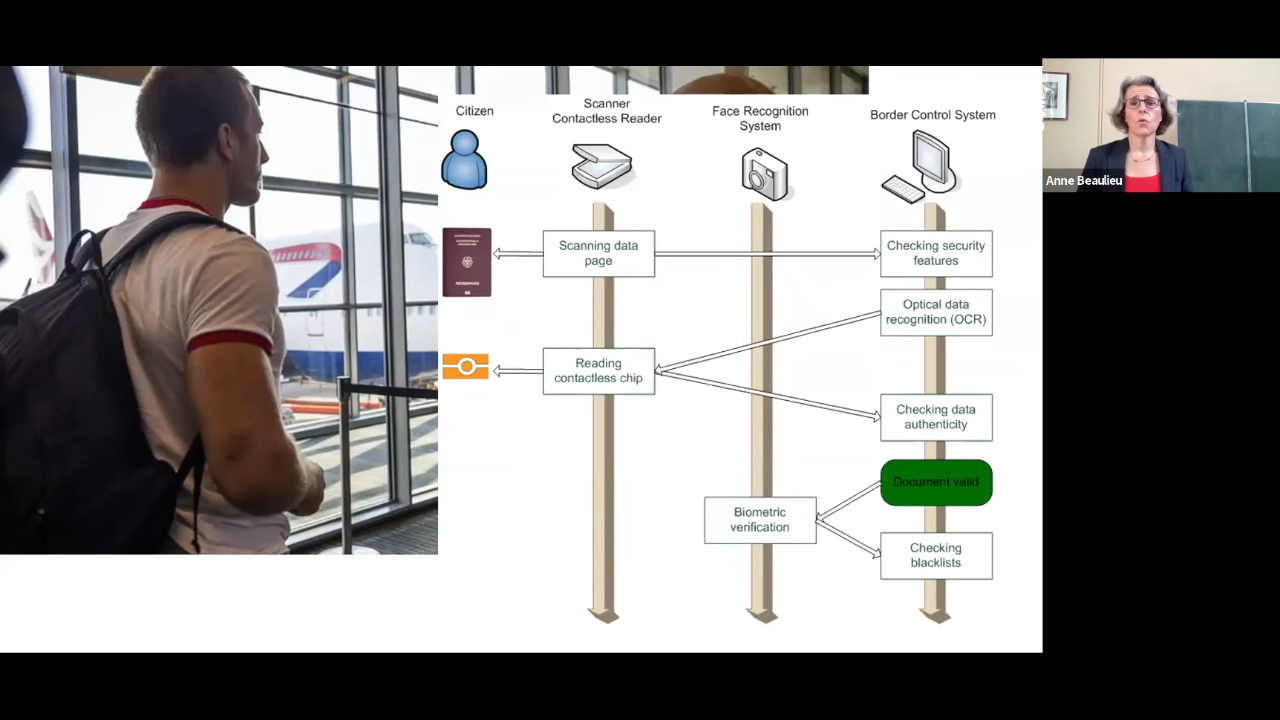 Citizen
Scanner
Contactless Reader
Face Recognition
System
Border Control System
Scanning data
page
Checking security
features
Optical data
recognition (OCR)
Reading
contactless chip
Checking data
authenticity
Document valid
Biometric
verification
Checking
blacklists
Anne Beaulieu